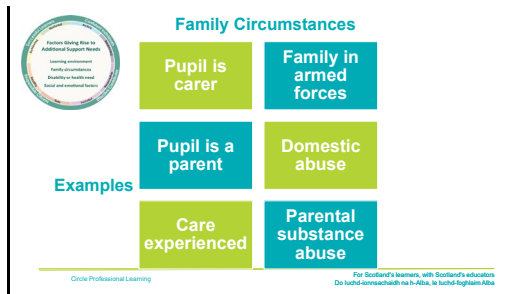 Family Circumstances
Factors Giving Rise to
Additional Support Needs
Learning environment
Family circumstances
Disability or health need
Social and emotional factors
Pupil is
carer
Family in
armed
forces
Pupil is a
parent
Domestic
abuse
Examples
Care
experienced
Parental
substance
abuse
Circle Professional Learning
For Scotland's learners, with Scotland's educators
Do luchd-ionnsachaidh na h-Alba, le luchd-foghlaim Alba